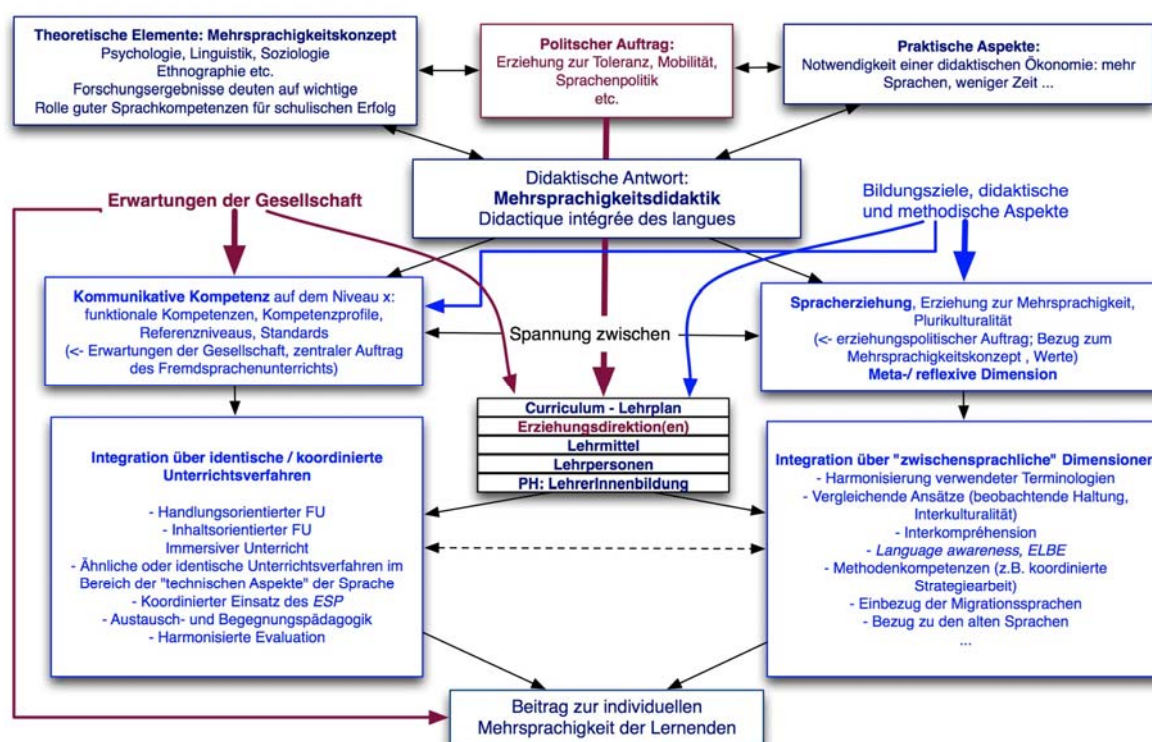 Theoretische Elemente: Mehrsprachigkeitskonzept
Psychologie, Linguistik, Soziologie
Ethnographie etc.
Forschungsergebnisse deuten auf wichtige
Rolle guter Sprachkompetenzen für schulischen Erfolg
Politscher Auftrag:
Erziehung zur Toleranz, Mobilität,
Sprachenpolitik
etc.
Praktische Aspekte:
Notwendigkeit einer didaktischen Ökonomie: mehr
Sprachen, weniger Zeit ...
Didaktische Antwort:
Mehrsprachigkeitsdidaktik
Didactique intégrée des langues
Erwartungen der Gesellschaft
Bildungsziele, didaktische
und methodische Aspekte
Kommunikative Kompetenz auf dem Niveau x:
funktionale Kompetenzen, Kompetenzprofile,
Referenzniveaus, Standards
(<- Erwartungen der Gesellschaft, zentraler Auftrag
des Fremdsprachenunterrichts)
Spannung zwischen
Spracherziehung, Erziehung zur Mehrsprachigkeit,
Plurikulturalität
(<- erziehungspolitischer Auftrag; Bezug zum
Mehrsprachigkeitskonzept , Werte)
Meta-/ reflexive Dimension
Curriculum - Lehrplan
Erziehungsdirektion(en)
Lehrmittel
Lehrpersonen
PH: LehrerInnenbildung
Integration über identische / koordinierte
Unterrichtsverfahren
- Handlungsorientierter FU
- Inhaltsorientierter FU
Immersiver Unterricht
- Ähnliche oder identische Unterrichtsverfahren im
Bereich der "technischen Aspekte" der Sprache
- Koordinierter Einsatz des ESP
- Austausch- und Begegnungspädagogik
- Harmonisierte Evaluation
Integration über "zwischensprachliche" Dimensionen
- Harmonisierung verwendeter Terminologien
- Vergleichende Ansätze (beobachtende Haltung,
Interkulturalität)
- Interkompréhension
- Language awareness, ELBE
- Methodenkompetenzen (z.B. koordinierte
Strategiearbeit)
- Einbezug der Migrationssprachen
- Bezug zu den alten Sprachen
...
Beitrag zur individuellen
Mehrsprachigkeit der Lernenden